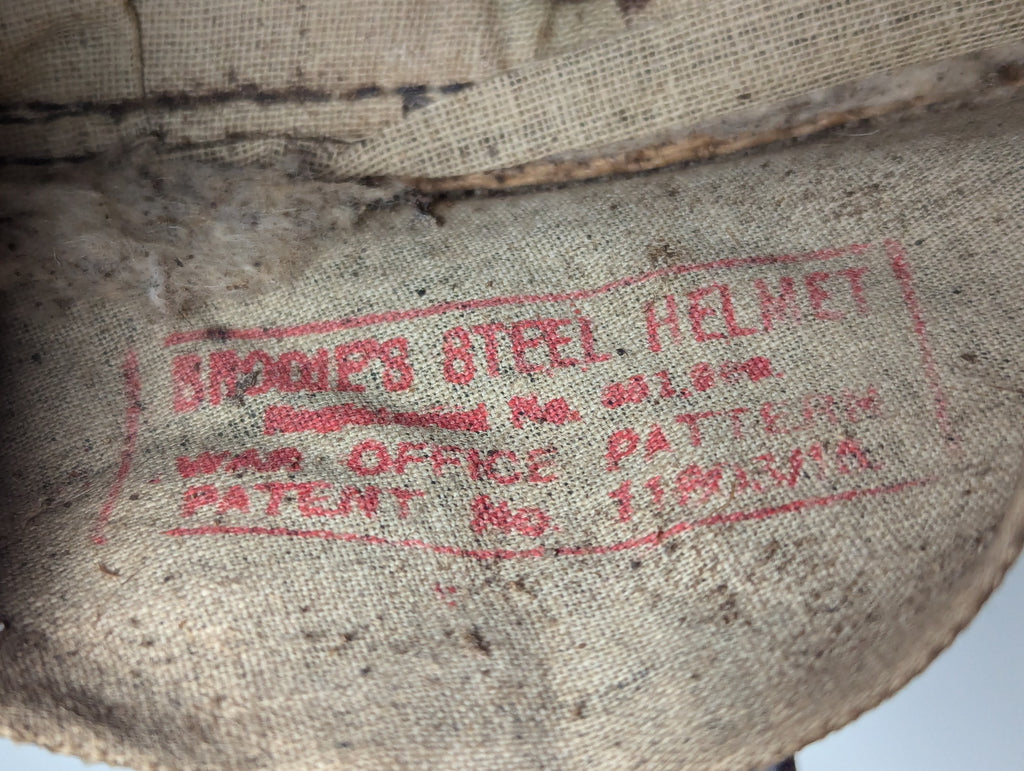 BRODIE'S STEEL HELMET
No.
WAR OFFICE PATTERN
PATENT No.